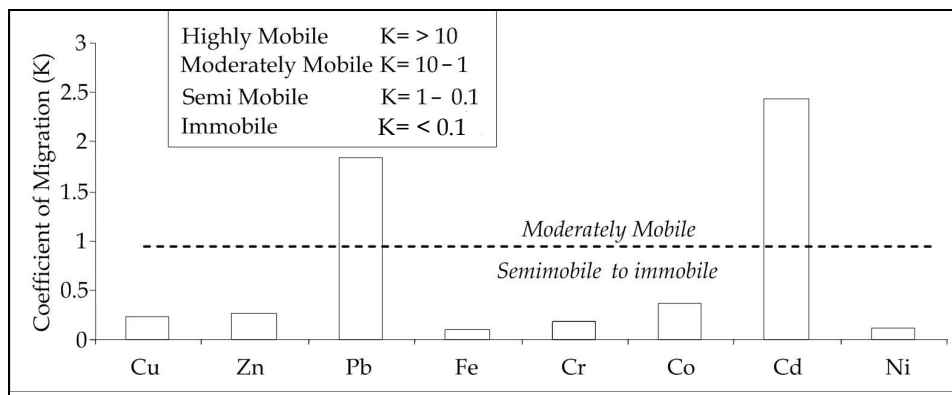 Highly Mobile K= > 10
Moderately Mobile K= 10 – 1
Semi Mobile K= 1 – 0.1
Immobile K= < 0.1
Coefficient of Migration (K)
3
2.5
2
1.5
1
0.5
0
Moderately Mobile
Semimobile to immobile
Cu Zn Pb Fe Cr Co Cd Ni